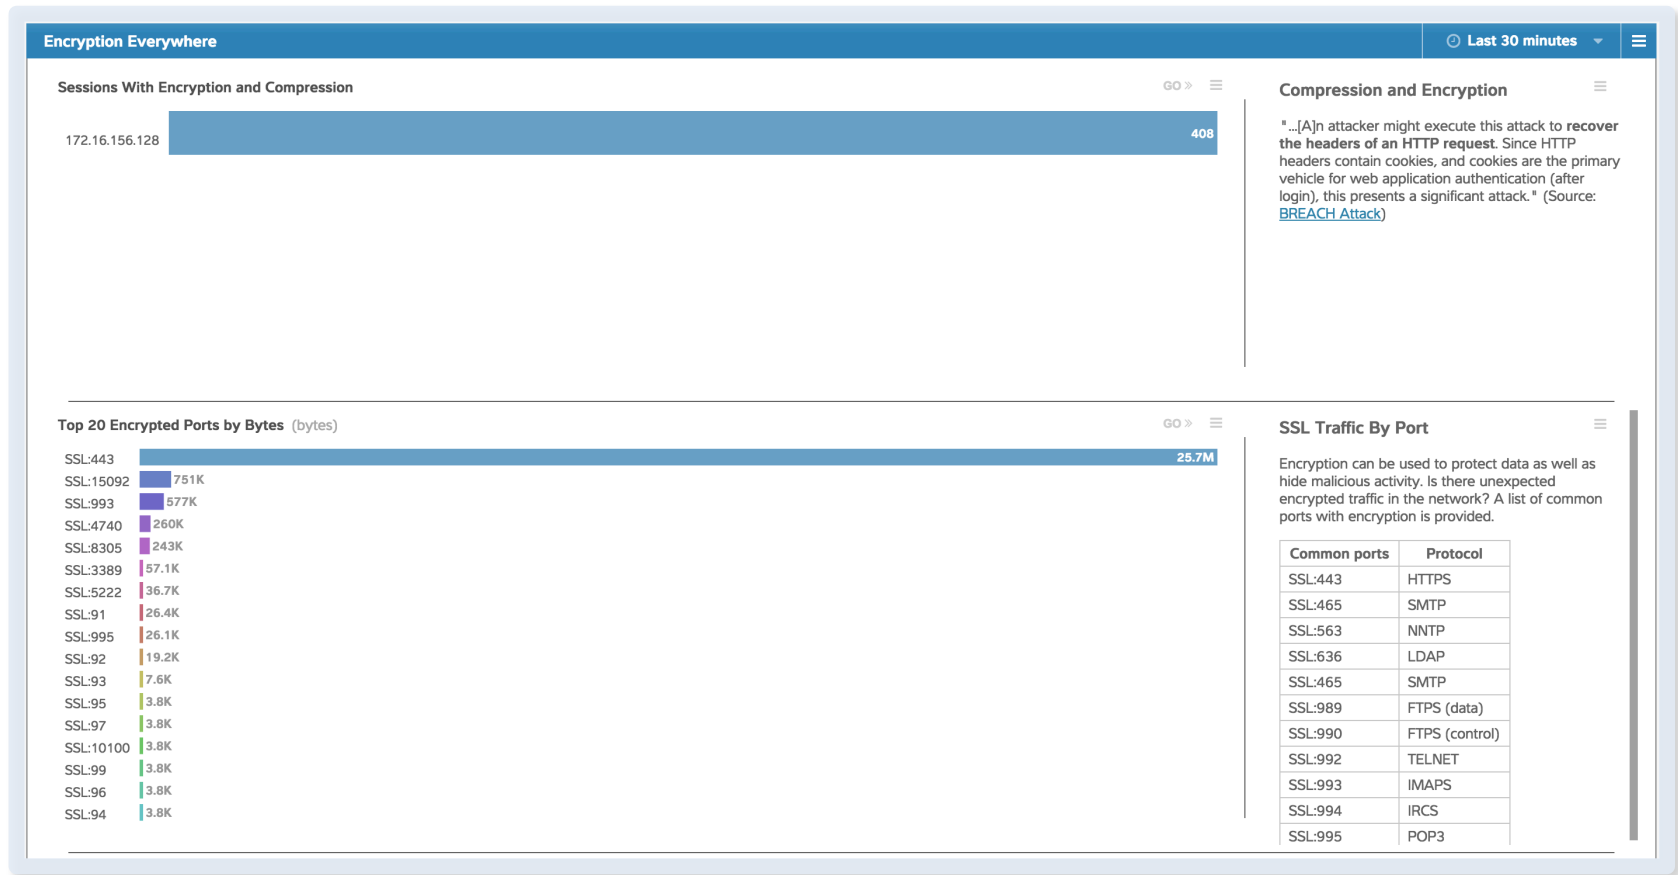 Encryption Everywhere
Last 30 minutes
Sessions With Encryption and Compression
GO »
172.16.156.128
408
Compression and Encryption
"...[A]n attacker might execute this attack to recover
the headers of an HTTP request. Since HTTP
headers contain cookies, and cookies are the primary
vehicle for web application authentication (after
login), this presents a significant attack." (Source:
BREACH Attack)
Top 20 Encrypted Ports by Bytes (bytes)
GO »
SSL:443 25.7M
SSL:15092 751K
SSL:993 577K
SSL:4740 260K
SSL:8305 243K
SSL:3389 57.1K
SSL:5222 36.7K
SSL:91 26.4K
SSL:995 26.1K
SSL:92 19.2K
SSL:93 7.6K
SSL:95 3.8K
SSL:97 3.8K
SSL:10100 3.8K
SSL:99 3.8K
SSL:96 3.8K
SSL:94 3.8K
SSL Traffic By Port
Encryption can be used to protect data as well as
hide malicious activity. Is there unexpected
encrypted traffic in the network? A list of common
ports with encryption is provided.
Common ports Protocol
SSL:443 HTTPS
SSL:465 SMTP
SSL:563 NNTP
SSL:636 LDAP
SSL:465 SMTP
SSL:989 FTPS (data)
SSL:990 FTPS (control)
SSL:992 TELNET
SSL:993 IMAPS
SSL:994 IRCS
SSL:995 POP3